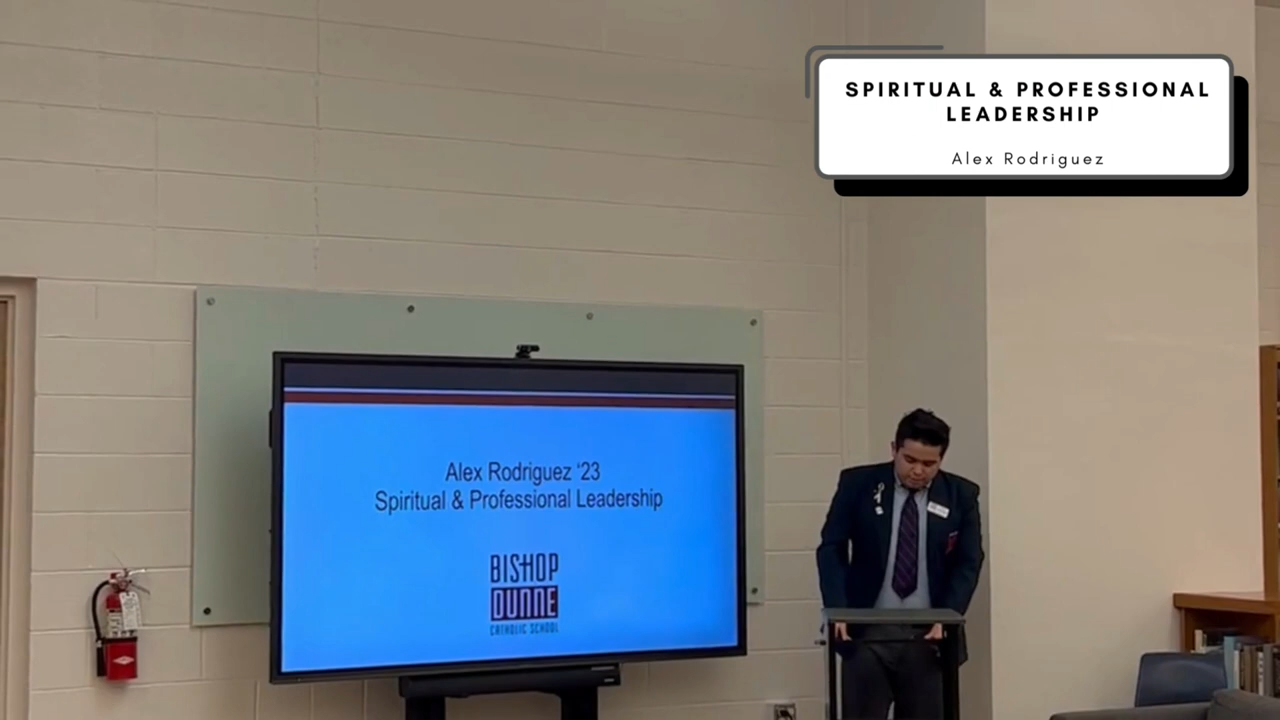 SPIRITUAL & PROFESSIONAL
LEADERSHIP
Alex Rodriguez
Alex Rodriguez ‘23
Spiritual & Professional Leadership
BISHOP
DUNNE
CATHOLIC SCHOOL